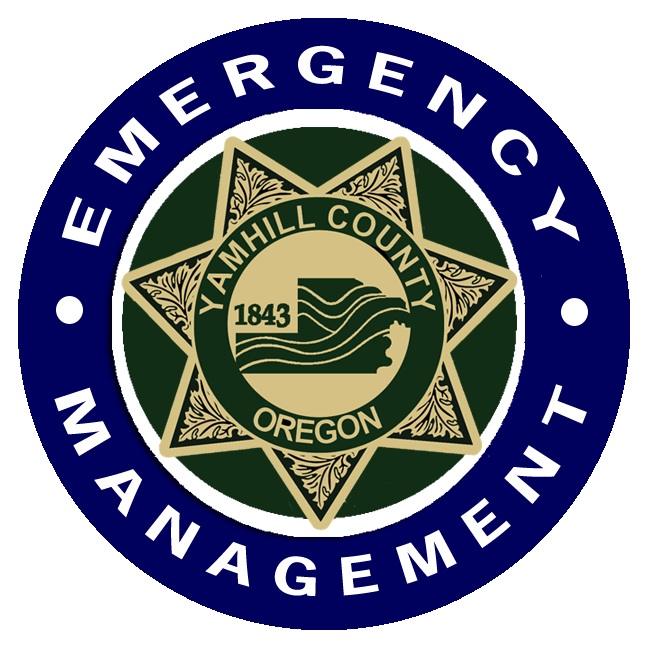 EMERGENCY
YAMHILL COUNTY
1843
OREGON
MANAGEMENT